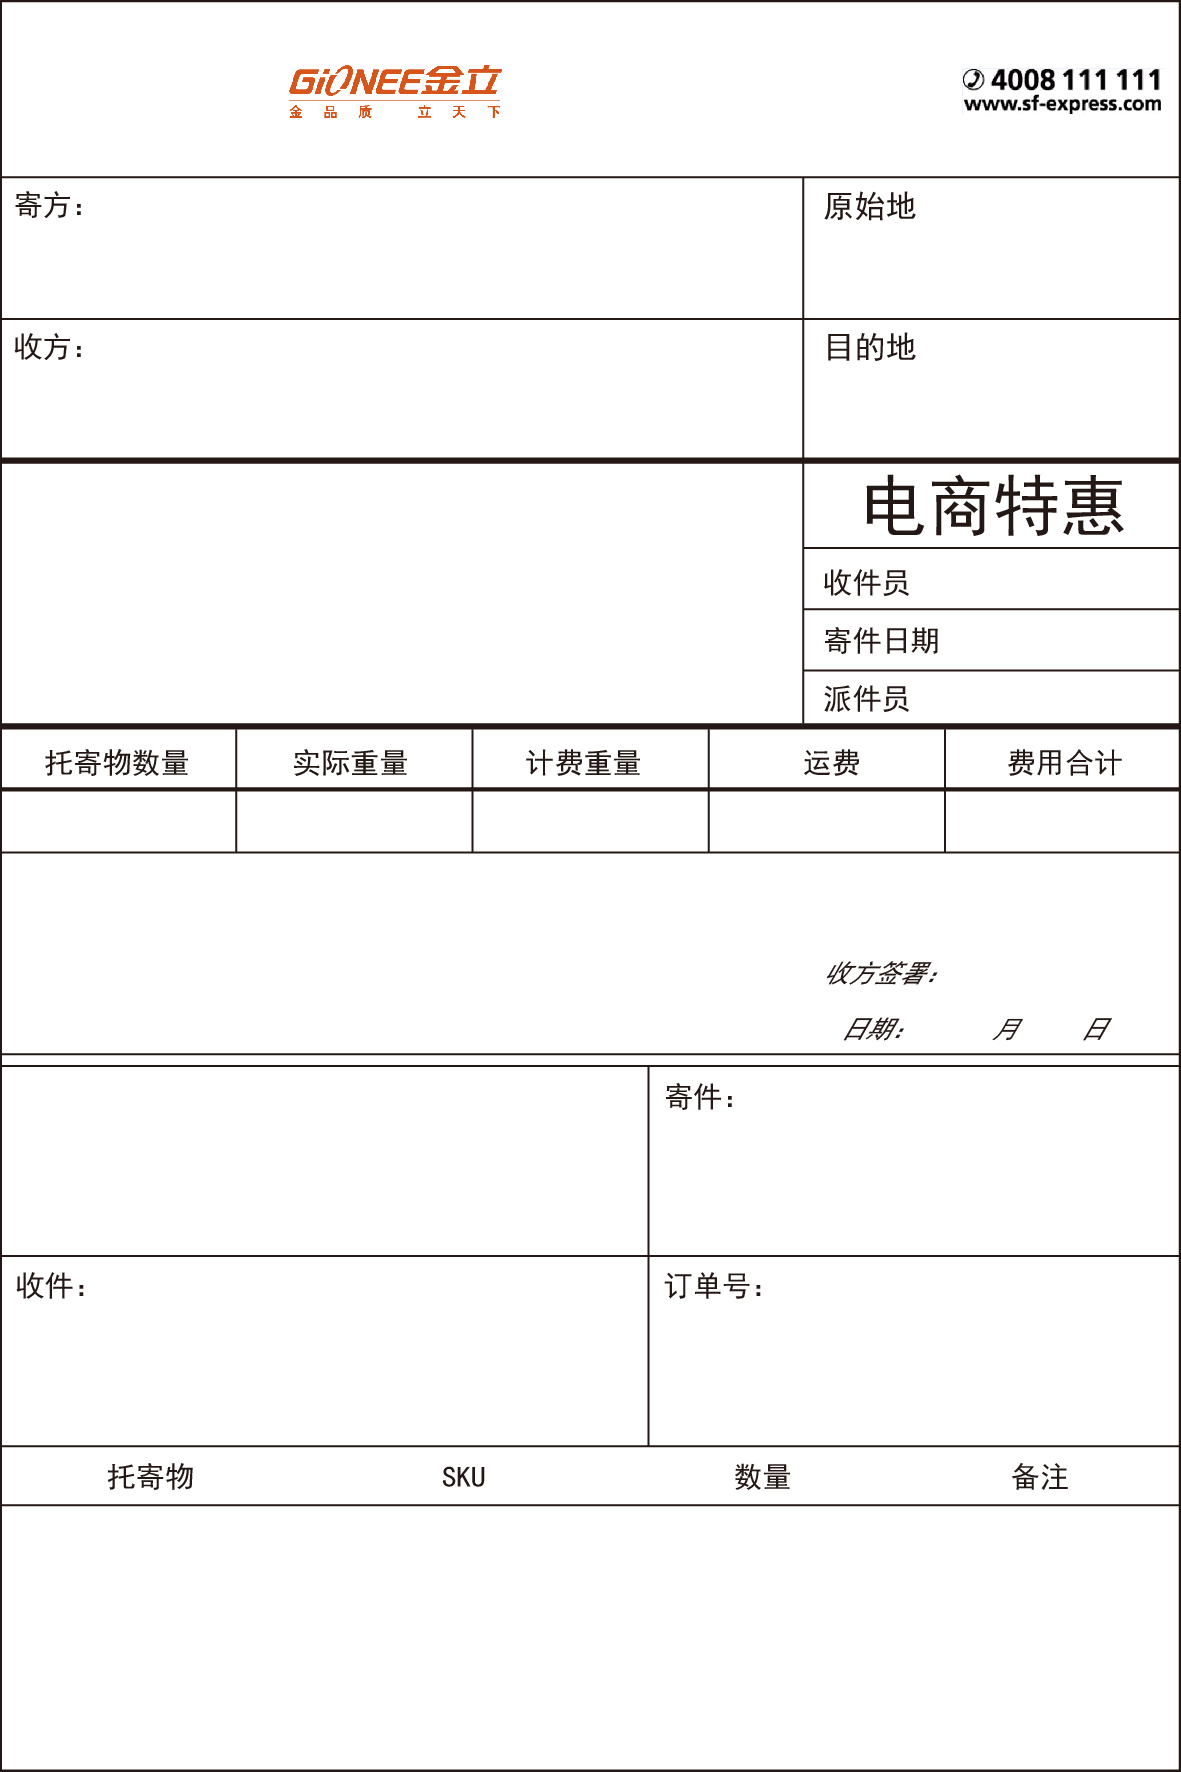 GiONEE金立
金品质 立天下
4008 111 111
www.sf-express.com
寄方：
原始地
收方：
目的地
电商特惠
收件员
寄件日期
派件员
托寄物数量 实际重量 计费重量 运费 费用合计
收方签署：
日期： 月 日
寄件：
收件：
订单号：
托寄物 SKU 数量 备注